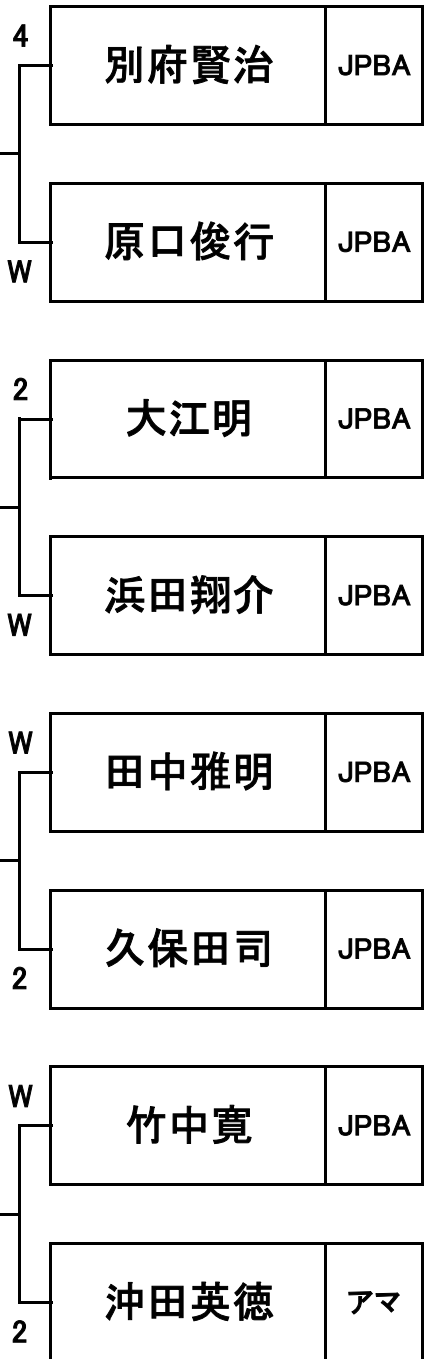 4
別府賢治 JPBA
原口俊行 JPBA
W
2
大江明 JPBA
浜田翔介 JPBA
W
W
田中雅明 JPBA
久保田司 JPBA
2
W
竹中寛 JPBA
沖田英徳 アマ
2